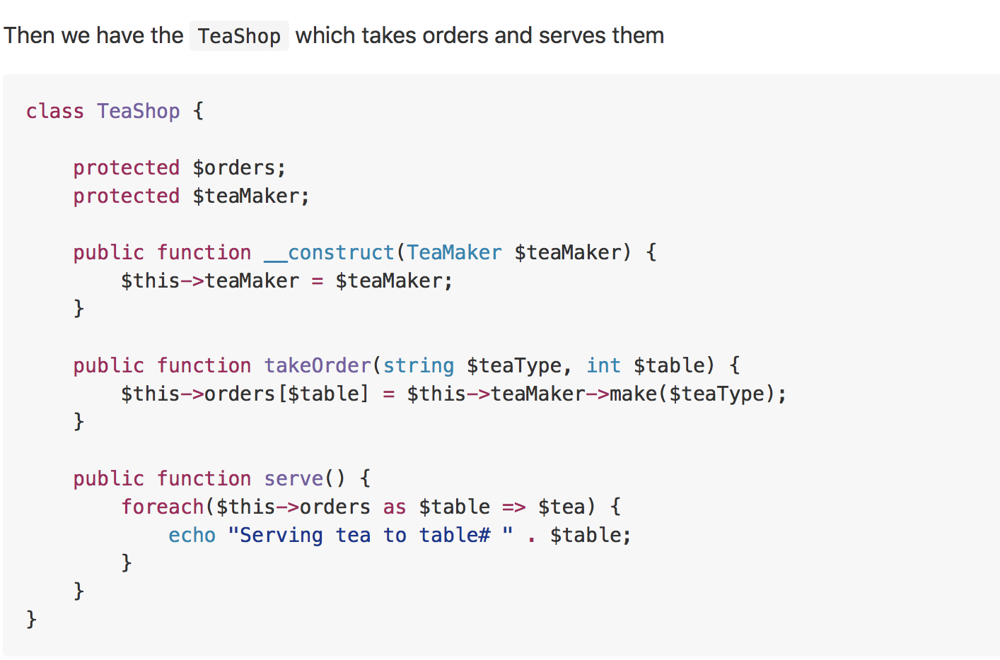 Then we have the TeaShop which takes orders and serves them
class TeaShop {
protected $orders;
protected $teaMaker;
public function __construct(TeaMaker $teaMaker) {
$this->teaMaker = $teaMaker;
}
public function takeOrder(string $teaType, int $table) {
$this->orders[$table] = $this->teaMaker->make($teaType);
}
public function serve() {
foreach($this->orders as $table => $tea) {
echo "Serving tea to table# " . $table;
}
}
}